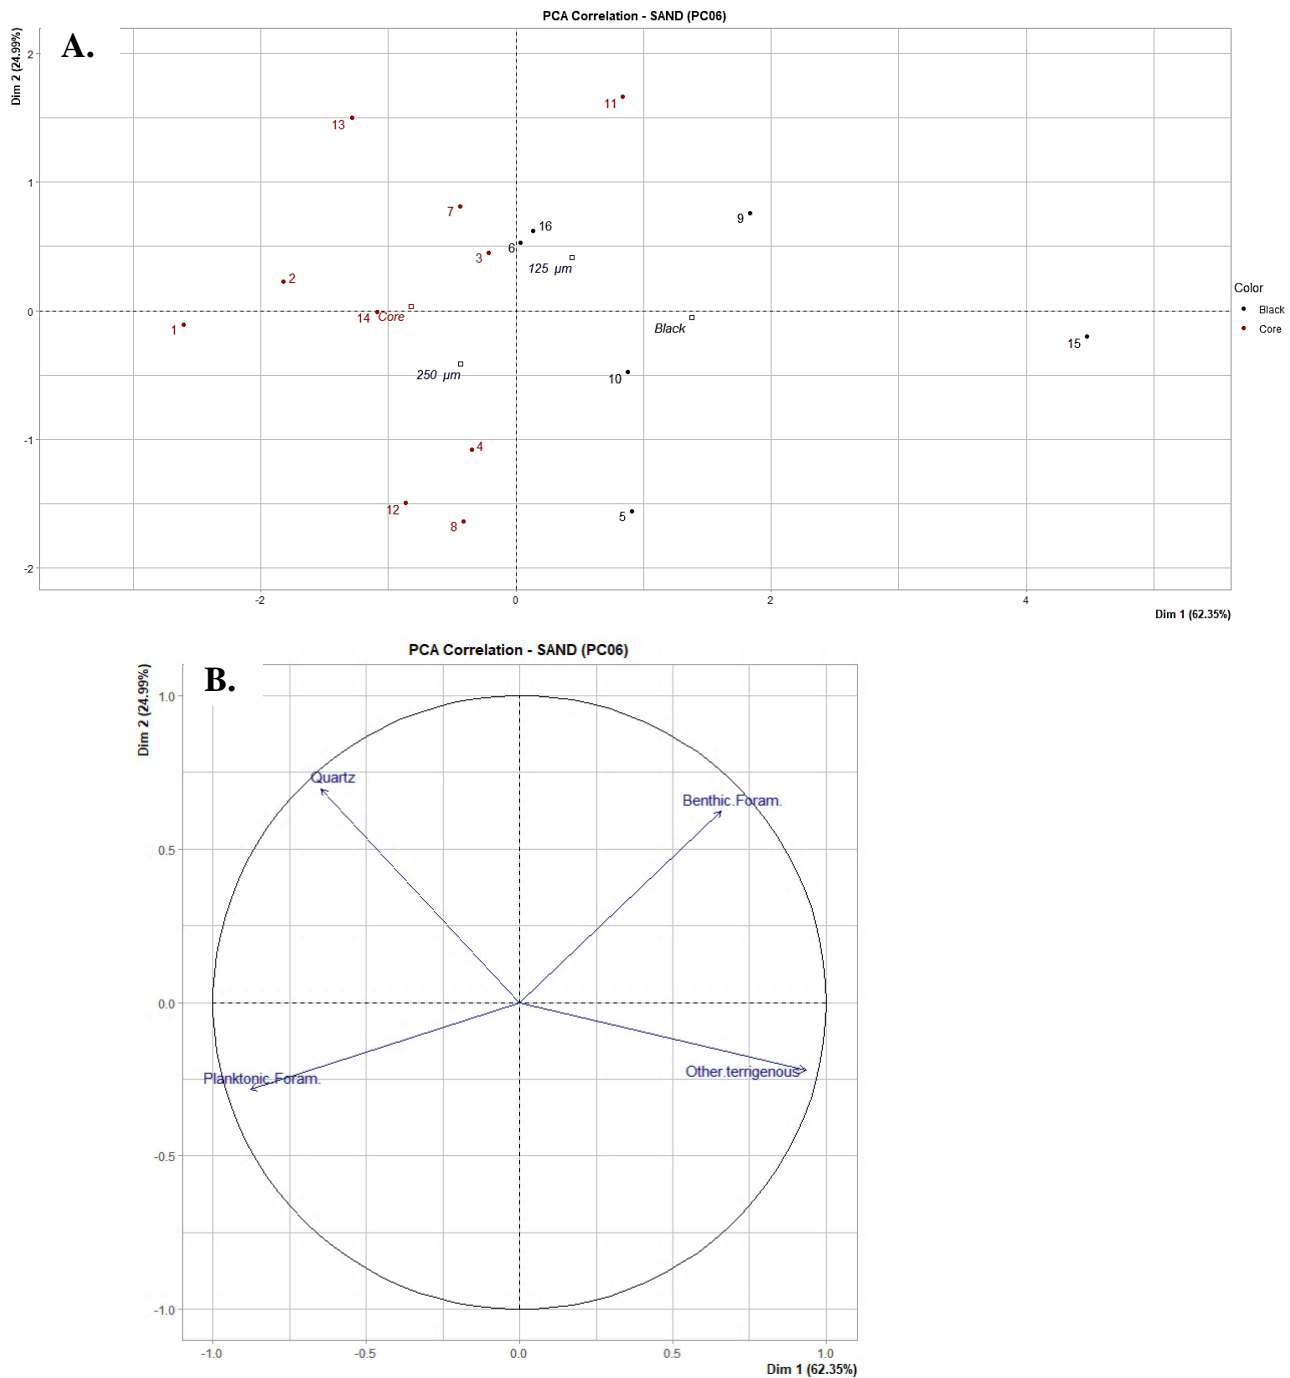 PCA Correlation - SAND (PC06)
A.
Dim 2 (24.99%)
2
1
0
-1
-2
11
13
9
7
16
6
3
125 µm
2
Core
14
1
Black
15
250 µm
10
4
12
5
8
Color
Black
Core
-2
0
2
4
Dim 1 (62.35%)
PCA Correlation - SAND (PC06)
B.
Dim 2 (24.99%)
1.0
0.5
0.0
-0.5
-1.0
Quartz
Benthic.Foram.
Planktonic.Foram.
Other.terrigenous
-1.0
-0.5
0.0
0.5
1.0
Dim 1 (62.35%)